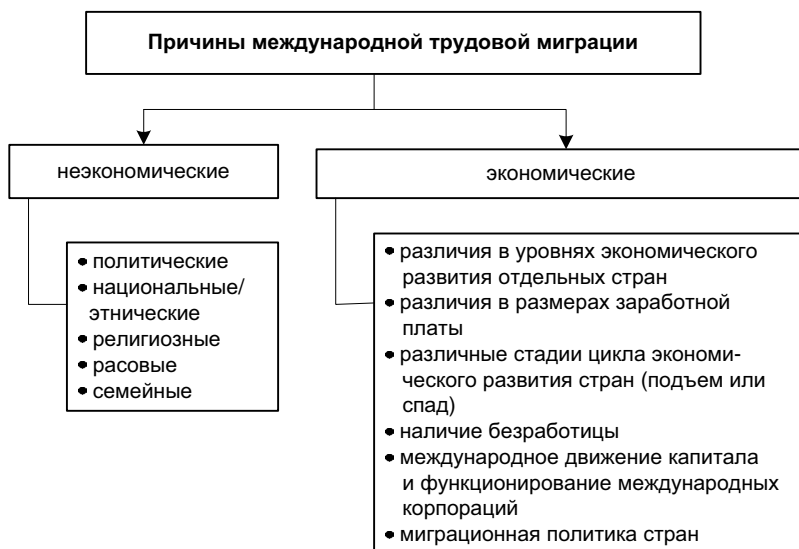 Причины международной трудовой миграции
неэкономические
экономические
• политические
• национальные/
этнические
• религиозные
• расовые
• семейные
• различия в уровнях экономического
развития отдельных стран
• различия в размерах заработной
платы
• различные стадии цикла экономи-
ческого развития стран (подъем или
спад)
• наличие безработицы
• международное движение капитала
и функционирование международных
корпораций
• миграционная политика стран